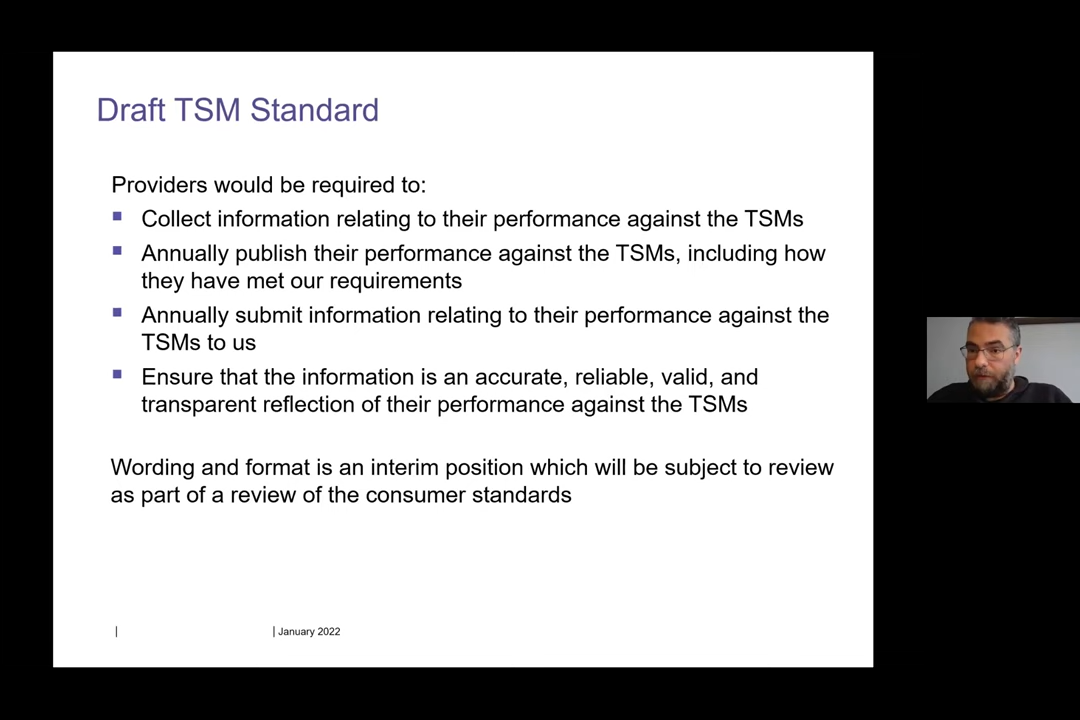 Draft TSM Standard
Providers would be required to:
Collect information relating to their performance against the TSMs
Annually publish their performance against the TSMs, including how
they have met our requirements
Annually submit information relating to their performance against the
TSMs to us
Ensure that the information is an accurate, reliable, valid, and
transparent reflection of their performance against the TSMs
Wording and format is an interim position which will be subject to review
as part of a review of the consumer standards
| | January 2022